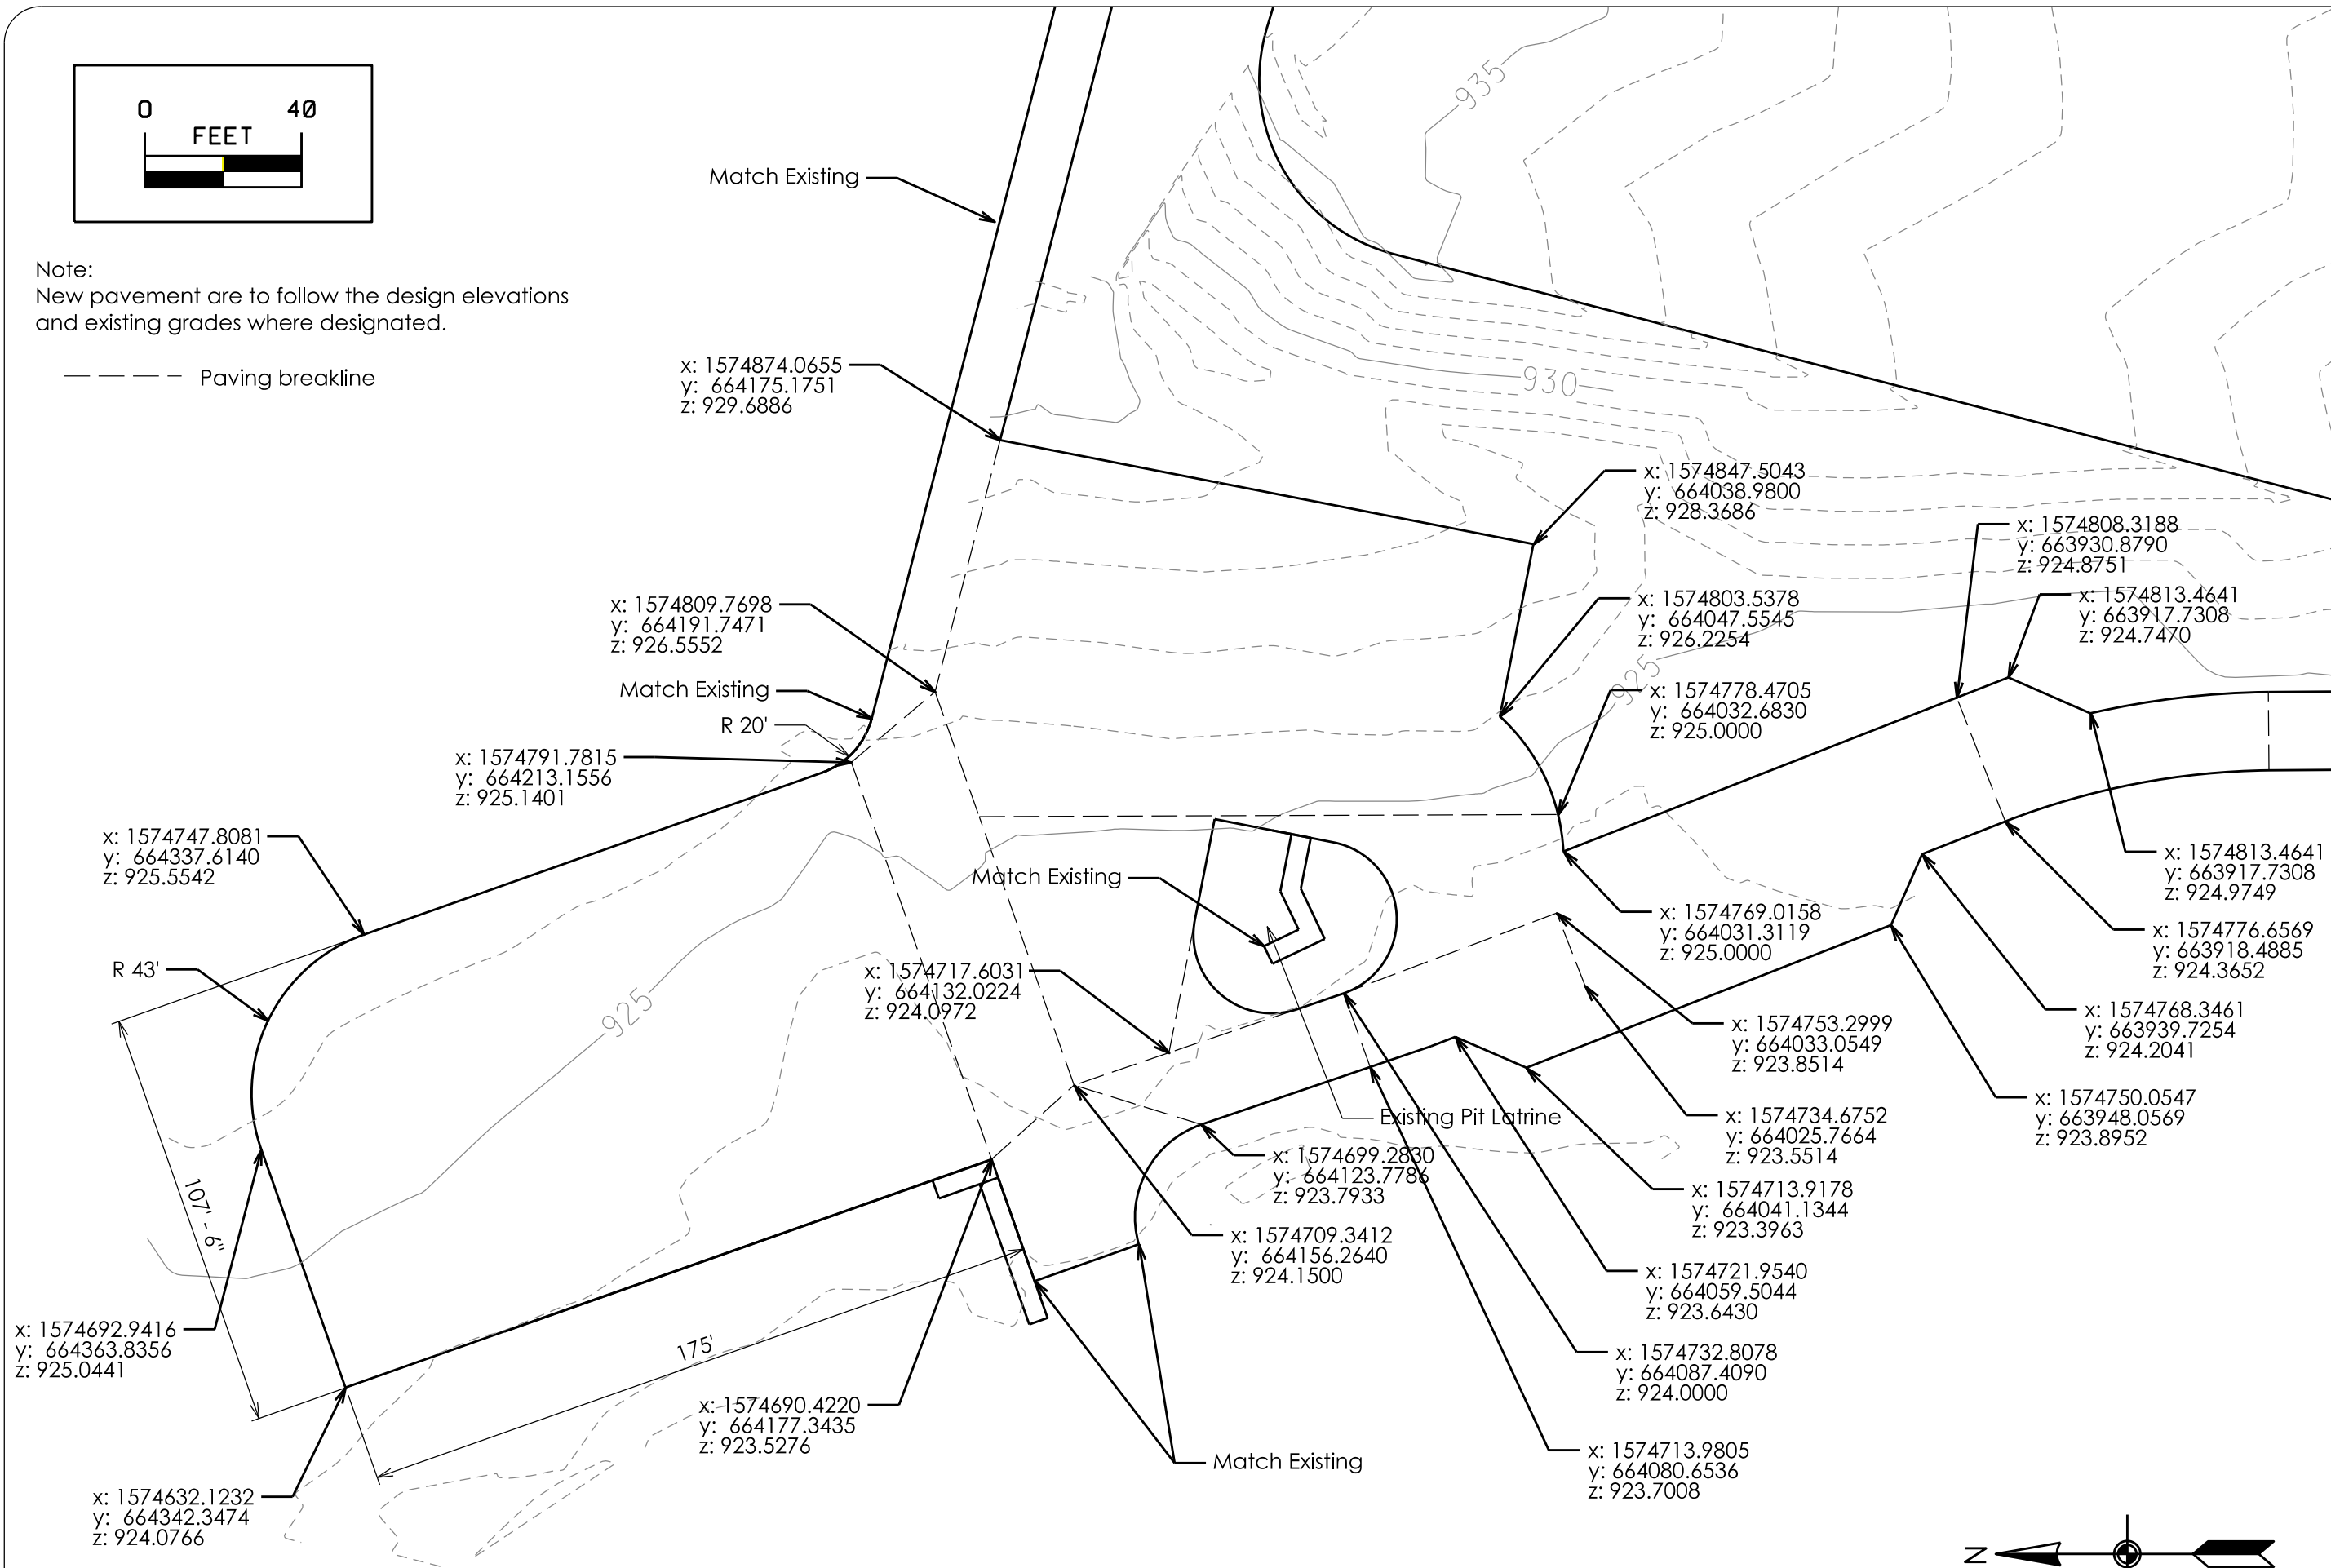 0 40
FEET
Note:
New pavement are to follow the design elevations
and existing grades where designated.
Paving breakline
935
Match Existing
x: 1574874.0655
y: 664175.1751
z: 929.6886
930
x: 1574847.5043
y: 664038.9800
z: 928.3686
x: 1574808.3188
y: 663930.8790
z: 924.8751
x: 1574813.4641
y: 663917.7308
z: 924.7470
x: 1574809.7698
y: 664191.7471
z: 926.5552
x: 1574803.5378
y: 664047.5545
z: 926.2254
925
Match Existing
R 20'
x: 1574778.4705
y: 664032.6830
z: 925.0000
x: 1574791.7815
y: 664213.1556
z: 925.1401
x: 1574747.8081
y: 664337.6140
z: 925.5542
x: 1574813.4641
y: 663917.7308
z: 924.9749
Match Existing
x: 1574769.0158
y: 664031.3119
z: 925.0000
x: 1574776.6569
y: 663918.4885
z: 924.3652
R 43'
x: 1574717.6031
y: 664132.0224
z: 924.0972
925
x: 1574768.3461
y: 663939.7254
z: 924.2041
x: 1574753.2999
y: 664033.0549
z: 923.8514
x: 1574750.0547
y: 663948.0569
z: 923.8952
Existing Pit Latrine
x: 1574734.6752
y: 664025.7664
z: 923.5514
x: 1574699.2830
y: 664123.7786
z: 923.7933
107' - 6"
x: 1574713.9178
y: 664041.1344
z: 923.3963
x: 1574709.3412
y: 664156.2640
z: 924.1500
x: 1574721.9540
y: 664059.5044
z: 923.6430
x: 1574692.9416
y: 664363.8356
z: 925.0441
175'
x: 1574732.8078
y: 664087.4090
z: 924.0000
x: 1574690.4220
y: 664177.3435
z: 923.5276
Match Existing
x: 1574713.9805
y: 664080.6536
z: 923.7008
x: 1574632.1232
y: 664342.3474
z: 924.0766
N